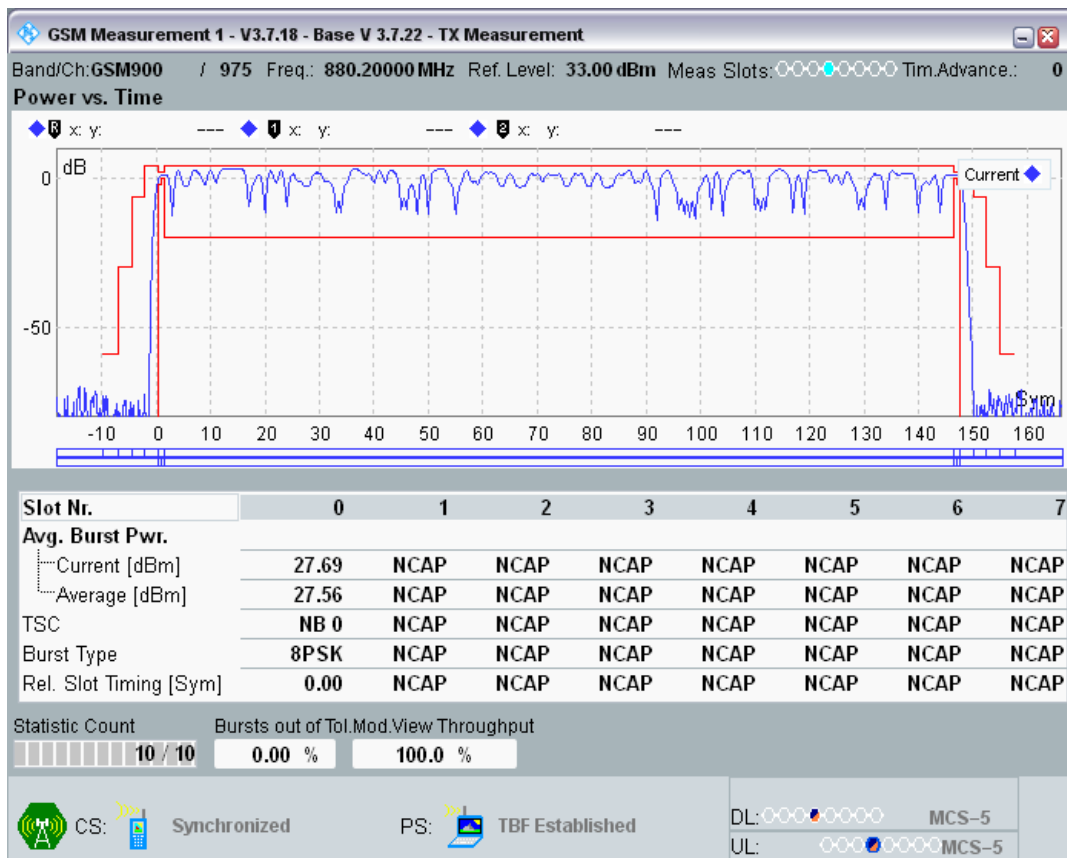 GSM Measurement 1 - V3.7.18 - Base V 3.7.22 - TX Measurement
Band/Ch:GSM900 / 975 Freq.: 880.20000 MHz Ref. Level: 33.00 dBm Meas Slots: Tim.Advance.: 0
Power vs. Time
R x: y: --- 1 x: y: --- 2 x: y: ---
dB
Current
0
-50
Sym
-10 0 10 20 30 40 50 60 70 80 90 100 110 120 130 140 150 160
Slot Nr. 0 1 2 3 4 5 6 7
Avg. Burst Pwr.
Current [dBm] 27.69 NCAP NCAP NCAP NCAP NCAP NCAP NCAP
Average [dBm] 27.56 NCAP NCAP NCAP NCAP NCAP NCAP NCAP
TSC NB 0 NCAP NCAP NCAP NCAP NCAP NCAP NCAP
Burst Type 8PSK NCAP NCAP NCAP NCAP NCAP NCAP NCAP
Rel. Slot Timing [Sym] 0.00 NCAP NCAP NCAP NCAP NCAP NCAP NCAP
Statistic Count Bursts out of Tol. Mod.View Throughput
10 / 10 0.00 % 100.0 %
CS: Synchronized PS: TBF Established
DL: MCS-5
UL: MCS-5